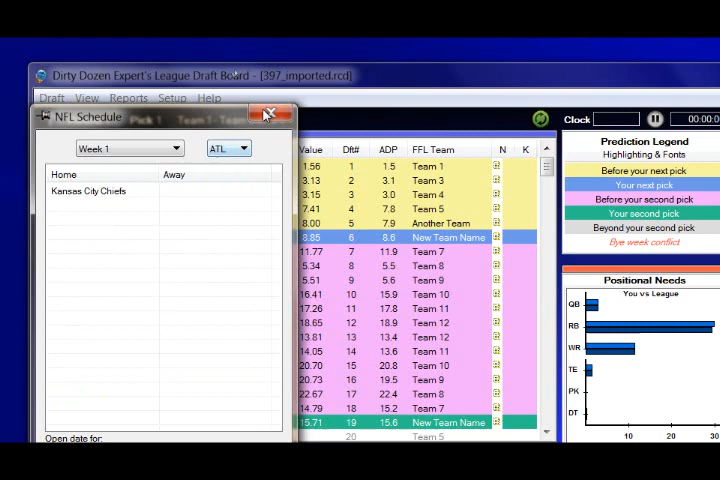 Dirty Dozen Expert's League Draft Board - [397_imported.rcd]
Draft View Reports Setup Help
NFL Schedule
Pick 1 Team 1
Clock 00:00:0
Week 1 ATL
Home Away
Kansas City Chiefs
Open date for:
Value Dft# ADP FFL Team N K
1.56 1 1.5 Team 1
3.13 2 3.1 Team 3
3.15 3 3.0 Team 4
7.41 4 7.8 Team 5
8.00 5 7.9 Another Team
8.85 6 8.6 New Team Name
11.77 7 11.9 Team 7
5.34 8 5.5 Team 8
5.51 9 5.6 Team 9
16.41 10 15.9 Team 10
17.26 11 17.8 Team 11
18.65 12 18.9 Team 12
13.81 13 13.4 Team 12
14.05 14 13.6 Team 11
20.70 15 20.8 Team 10
20.73 16 19.5 Team 9
22.67 17 22.4 Team 8
14.79 18 15.2 Team 7
15.71 19 15.6 New Team Name
20 Team 5
Prediction Legend
Highlighting & Fonts
Before your next pick
Your next pick
Before your second pick
Your second pick
Beyond your second pick
Bye week conflict
Positional Needs
You vs League
QB
RB
WR
TE
PK
DT
10 20 30